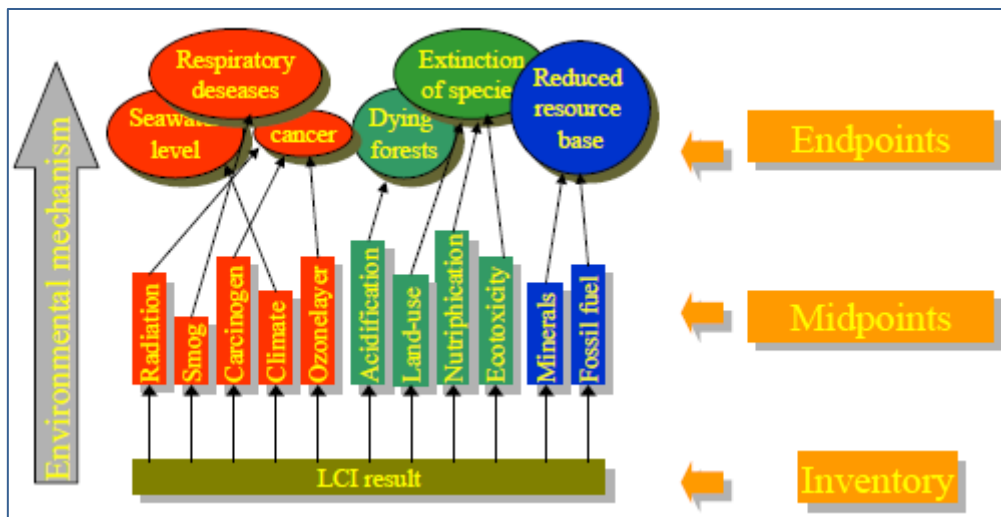 Environmental mechanism
Respiratory
deseases
Seawater
level
cancer
Dying
forests
Extinction
of species
Reduced
resource
base
Endpoints
Radiation
Smog
Carcinogen
Climate
Ozonelayer
Acidification
Land-use
Nutriphication
Ecotoxicity
Minerals
Fossil fuel
Midpoints
LCI result
Inventory